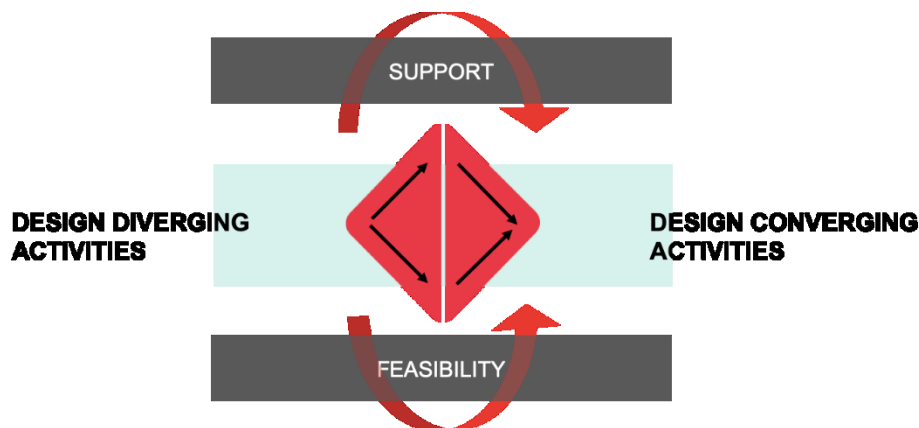 SUPPORT
DESIGN DIVERGING
ACTIVITIES
DESIGN CONVERGING
ACTIVITIES
FEASIBILITY